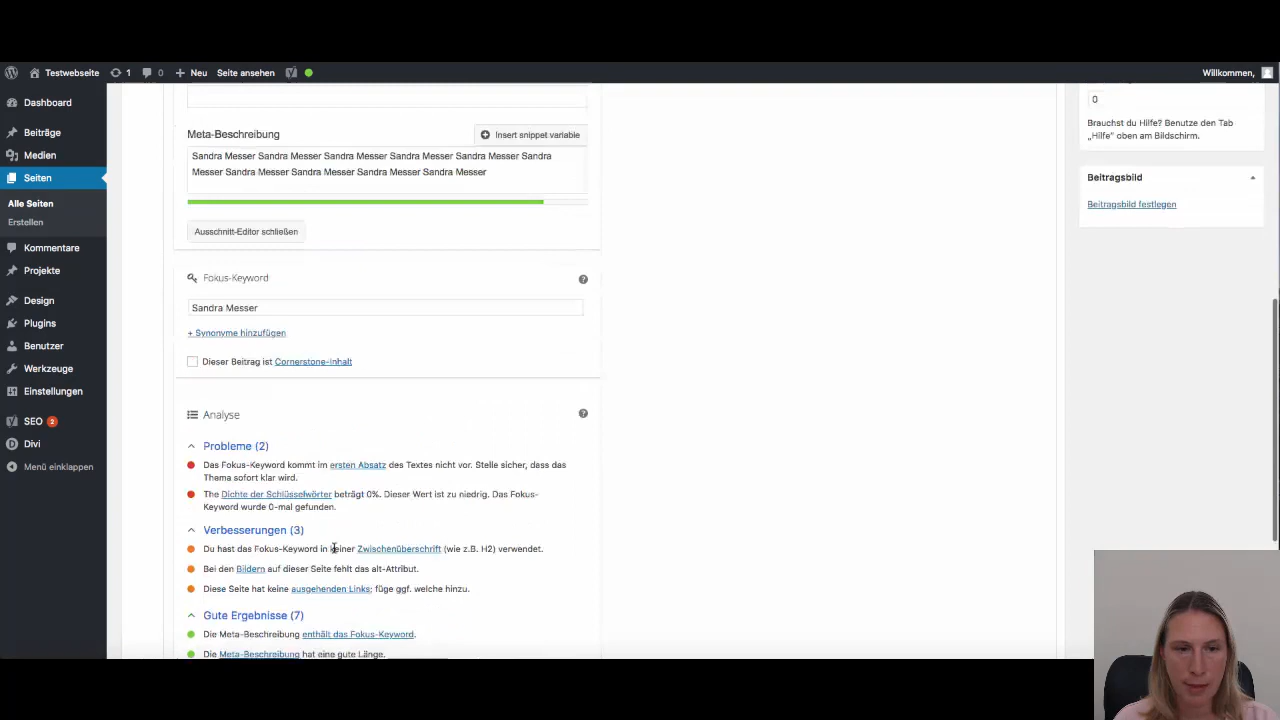 Testwebseite
1
0
Neu
Seite ansehen
Willkommen,
Dashboard
Beiträge
Medien
Seiten
Alle Seiten
Erstellen
Kommentare
Projekte
Design
Plugins
Benutzer
Werkzeuge
Einstellungen
SEO 2
Divi
Menü einklappen
Meta-Beschreibung
Insert snippet variable
Sandra Messer Sandra Messer Sandra Messer Sandra Messer Sandra Messer Sandra
Messer Sandra Messer Sandra Messer Sandra Messer Sandra Messer
Ausschnitt-Editor schließen
Fokus-Keyword
Sandra Messer
+ Synonyme hinzufügen
Dieser Beitrag ist Cornerstone-Inhalt
Analyse
Probleme (2)
Das Fokus-Keyword kommt im ersten Absatz des Textes nicht vor. Stelle sicher, dass das
Thema sofort klar wird.
The Dichte der Schlüsselwörter beträgt 0%. Dieser Wert ist zu niedrig. Das Fokus-
Keyword wurde 0-mal gefunden.
Verbesserungen (3)
Du hast das Fokus-Keyword in keiner Zwischenüberschrift (wie z.B. H2) verwendet.
Bei den Bildern auf dieser Seite fehlt das alt-Attribut.
Diese Seite hat keine ausgehenden Links; füge ggf. welche hinzu.
Gute Ergebnisse (7)
Die Meta-Beschreibung enthält das Fokus-Keyword.
Die Meta-Beschreibung hat eine gute Länge.
0
Brauchst du Hilfe? Benutze den Tab
„Hilfe" oben am Bildschirm.
Beitragsbild
Beitragsbild festlegen